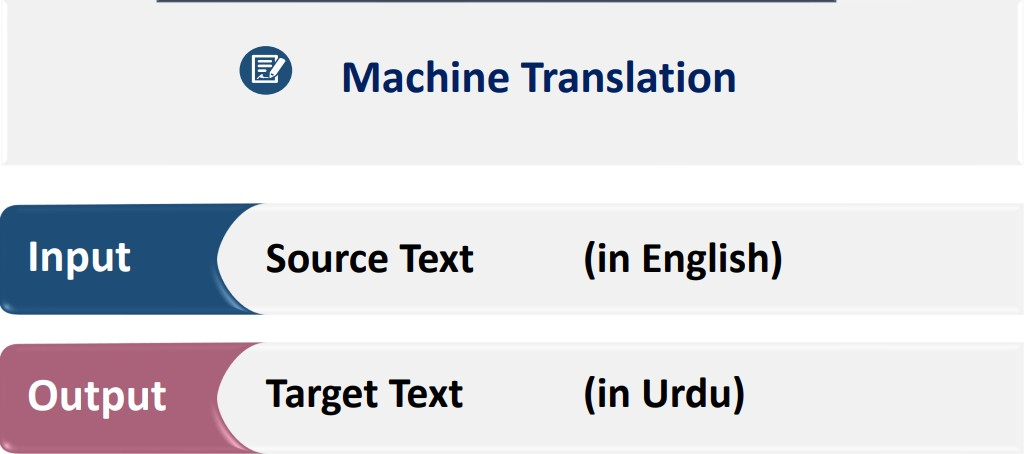 Machine Translation
Input Source Text (in English)
Output Target Text (in Urdu)